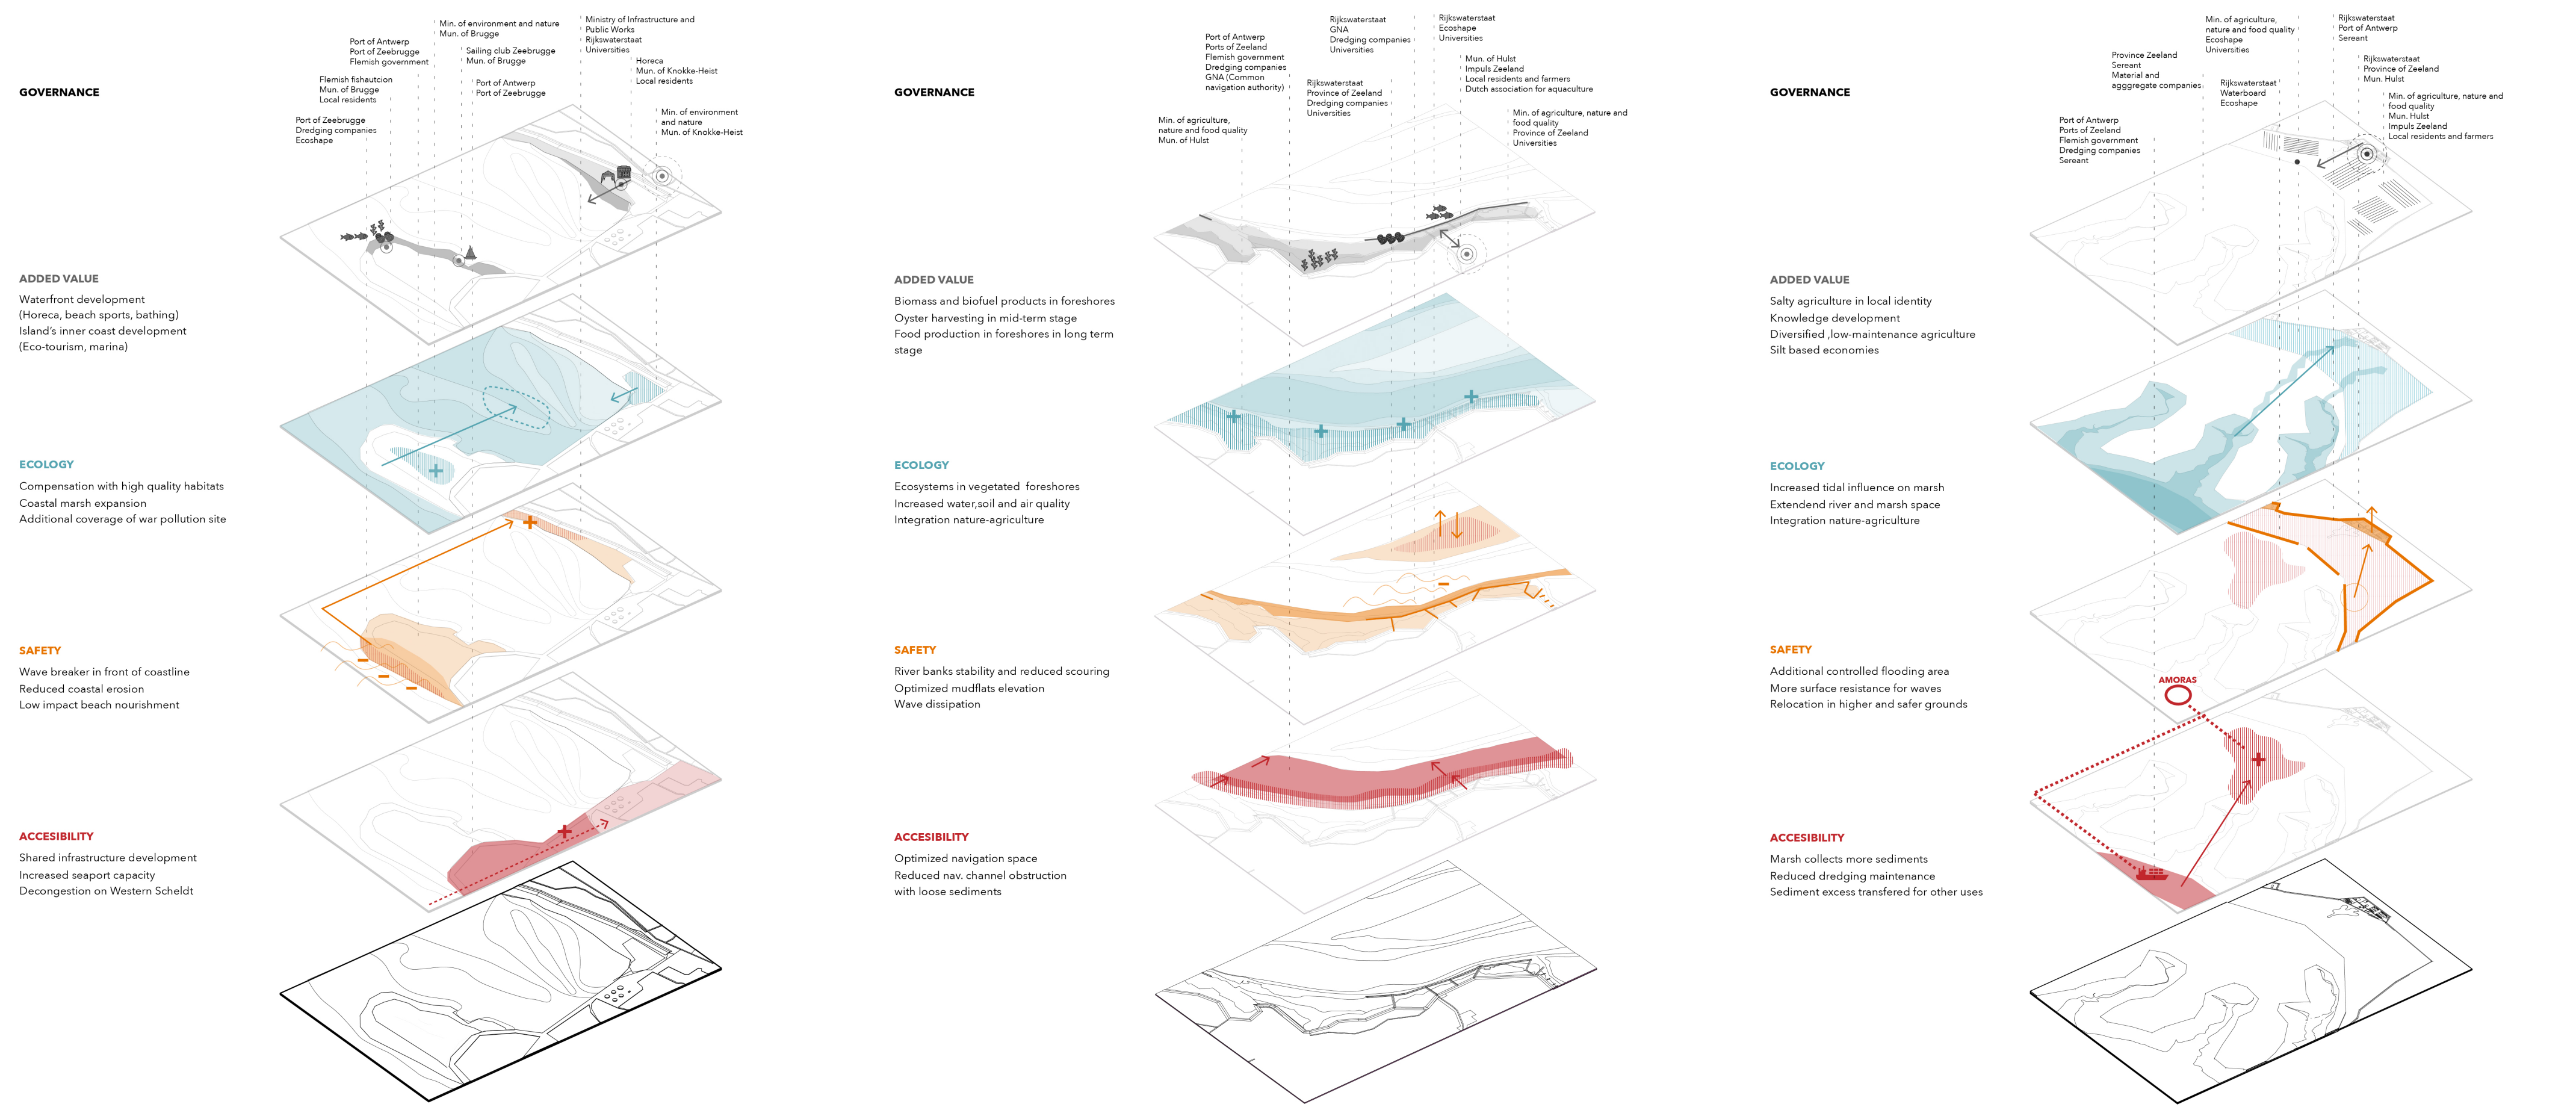 GOVERNANCE
Port of Zeebrugge
Dredging companies
Ecoshape
Flemish fishautcion
Mun. of Brugge
Local residents
Port of Antwerp
Port of Zeebrugge
Flemish government
Min. of environment and nature
Mun. of Brugge
Sailing club Zeebrugge
Mun. of Brugge
Port of Antwerp
Port of Zeebrugge
Ministry of Infrastructure and
Public Works
Rijkswaterstaat
Universities
Horeca
Mun. of Knokke-Heist
Local residents
Min. of environment
and nature
Mun. of Knokke-Heist
ADDED VALUE
Waterfront development
(Horeca, beach sports, bathing)
Island's inner coast development
(Eco-tourism, marina)
ECOLOGY
Compensation with high quality habitats
Coastal marsh expansion
Additional coverage of war pollution site
SAFETY
Wave breaker in front of coastline
Reduced coastal erosion
Low impact beach nourishment
ACCESIBILITY
Shared infrastructure development
Increased seaport capacity
Decongestion on Western Scheldt
GOVERNANCE
Min. of agriculture,
nature and food quality
Mun. of Hulst
Port of Antwerp
Ports of Zeeland
Flemish government
Dredging companies
GNA (Common
navigation authority)
Rijkswaterstaat
Province of Zeeland
Dredging companies
Universities
Rijkswaterstaat
GNA
Dredging companies
Universities
Rijkswaterstaat
Ecoshape
Universities
Mun. of Hulst
Impuls Zeeland
Local residents and farmers
Dutch association for aquaculture
Min. of agriculture, nature and
food quality
Province of Zeeland
Universities
ADDED VALUE
Biomass and biofuel products in foreshores
Oyster harvesting in mid-term stage
Food production in foreshores in long term
stage
ECOLOGY
Ecosystems in vegetated foreshores
Increased water,soil and air quality
Integration nature-agriculture
SAFETY
River banks stability and reduced scouring
Optimized mudflats elevation
Wave dissipation
ACCESIBILITY
Optimized navigation space
Reduced nav. channel obstruction
with loose sediments
GOVERNANCE
Port of Antwerp
Ports of Zeeland
Flemish government
Dredging companies
Sereant
Province Zeeland
Sereant
Material and
agggregate companies
Min. of agriculture,
nature and food quality
Ecoshape
Universities
Rijkswaterstaat
Waterboard
Ecoshape
Rijkswaterstaat
Port of Antwerp
Sereant
Rijkswaterstaat
Province of Zeeland
Mun. Hulst
Min. of agriculture, nature and
food quality
Mun. Hulst
Impuls Zeeland
Local residents and farmers
ADDED VALUE
Salty agriculture in local identity
Knowledge development
Diversified ,low-maintenance agriculture
Silt based economies
ECOLOGY
Increased tidal influence on marsh
Extendend river and marsh space
Integration nature-agriculture
SAFETY
Additional controlled flooding area
More surface resistance for waves
Relocation in higher and safer grounds
AMORAS
ACCESIBILITY
Marsh collects more sediments
Reduced dredging maintenance
Sediment excess transfered for other uses